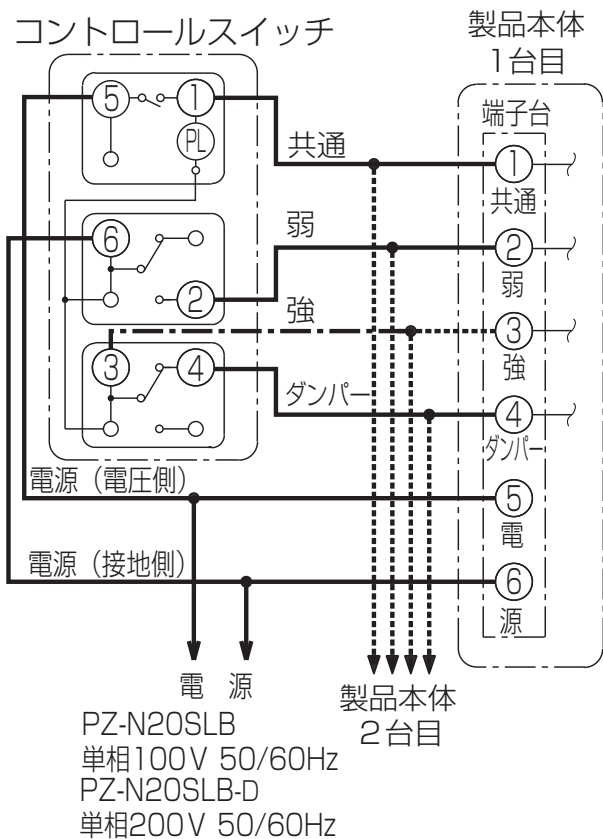 コントロールスイッチ
製品本体
1台目
端子台
⑤
①
PL
共通
①
共通
⑥
弱
②
弱
②
強
③
強
③
④
ダンパー
④
ダンパー
電源（電圧側）
⑤
電
電源（接地側）
⑥
源
電 源
製品本体
2台目
PZ-N20SLB
単相100V 50/60Hz
PZ-N20SLB-D
単相200V 50/60Hz